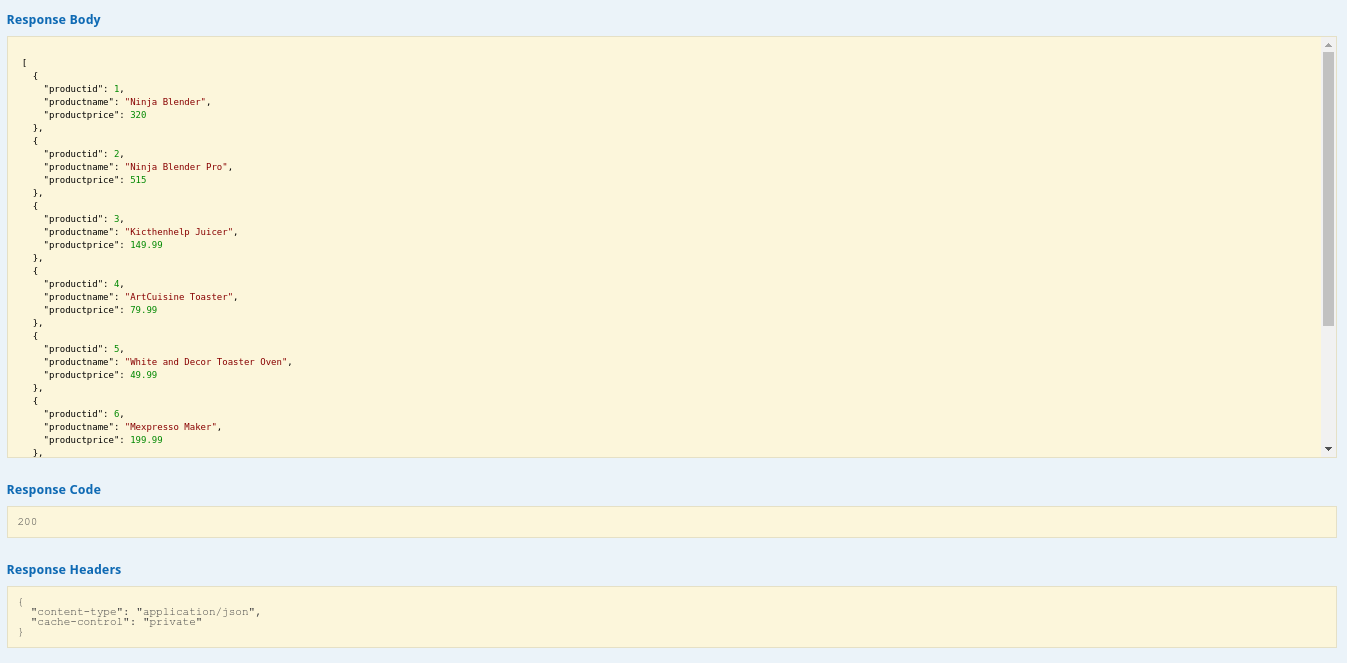 Response Body
[
{
"productid": 1,
"productname": "Ninja Blender",
"productprice": 320
},
{
"productid": 2,
"productname": "Ninja Blender Pro",
"productprice": 515
},
{
"productid": 3,
"productname": "Kicthenhelp Juicer",
"productprice": 149.99
},
{
"productid": 4,
"productname": "ArtCuisine Toaster",
"productprice": 79.99
},
{
"productid": 5,
"productname": "White and Decor Toaster Oven",
"productprice": 49.99
},
{
"productid": 6,
"productname": "Mexpresso Maker",
"productprice": 199.99
},
Response Code
200
Response Headers
{
"content-type": "application/json",
"cache-control": "private"
}